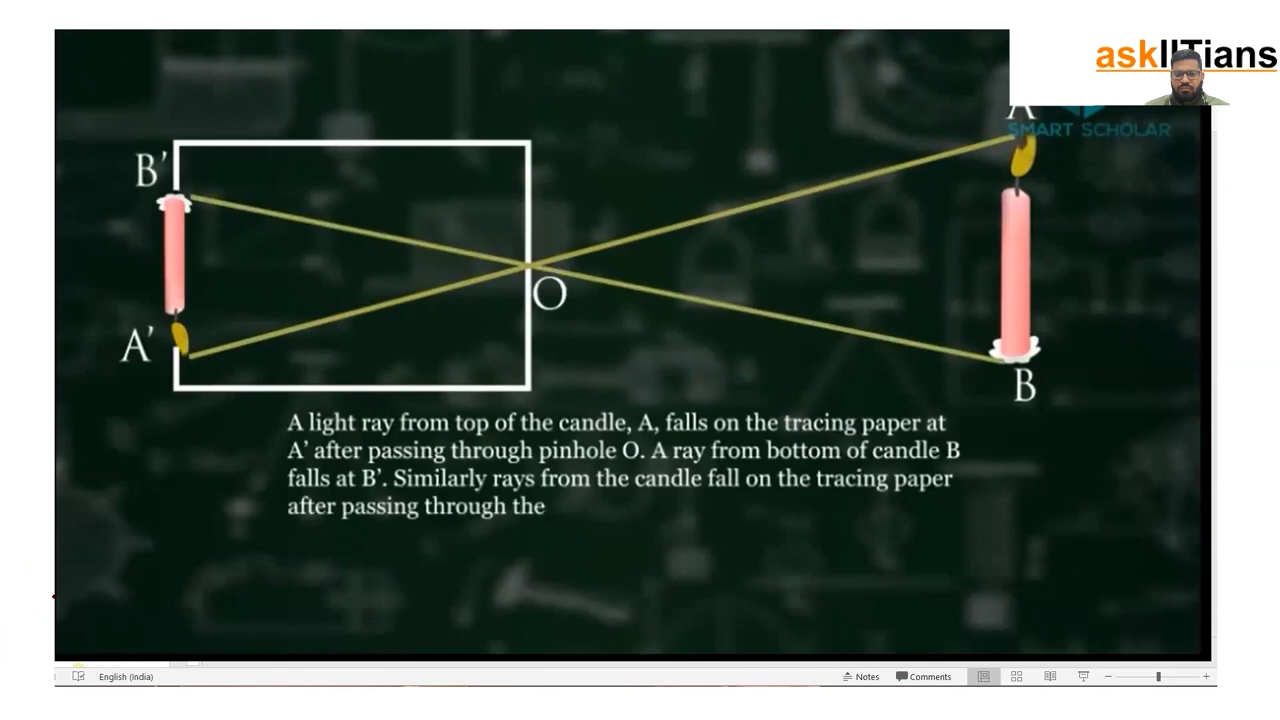 askIITians
A
SMART SCHOLAR
B’
O
A’
B
A light ray from top of the candle, A, falls on the tracing paper at
A’ after passing through pinhole O. A ray from bottom of candle B
falls at B’. Similarly rays from the candle fall on the tracing paper
after passing through the
English (India)
Notes
Comments